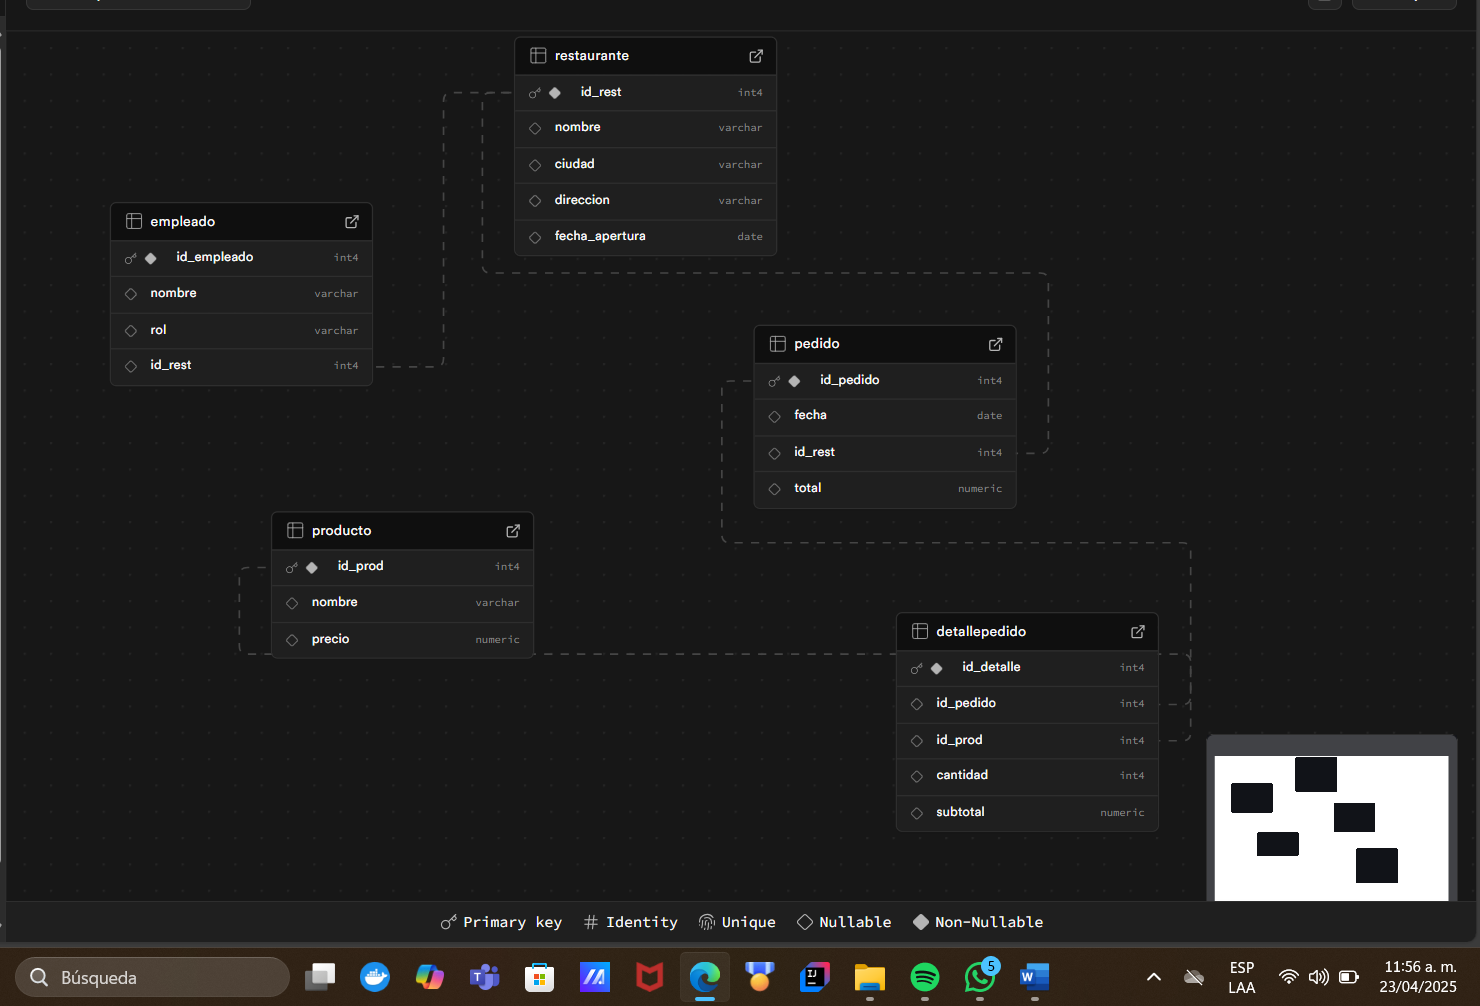 restaurante
id_rest int4
nombre varchar
ciudad varchar
direccion varchar
fecha_apertura date
empleado
id_empleado int4
nombre varchar
rol varchar
id_rest int4
pedido
id_pedido int4
fecha date
id_rest int4
total numeric
producto
id_prod int4
nombre varchar
precio numeric
detallepedido
id_detalle int4
id_pedido int4
id_prod int4
cantidad int4
subtotal numeric
Primary key Identity Unique Nullable Non-Nullable
Búsqueda
T
IJ
5
W
ESP
LAA
11:56 a. m.
23/04/2025